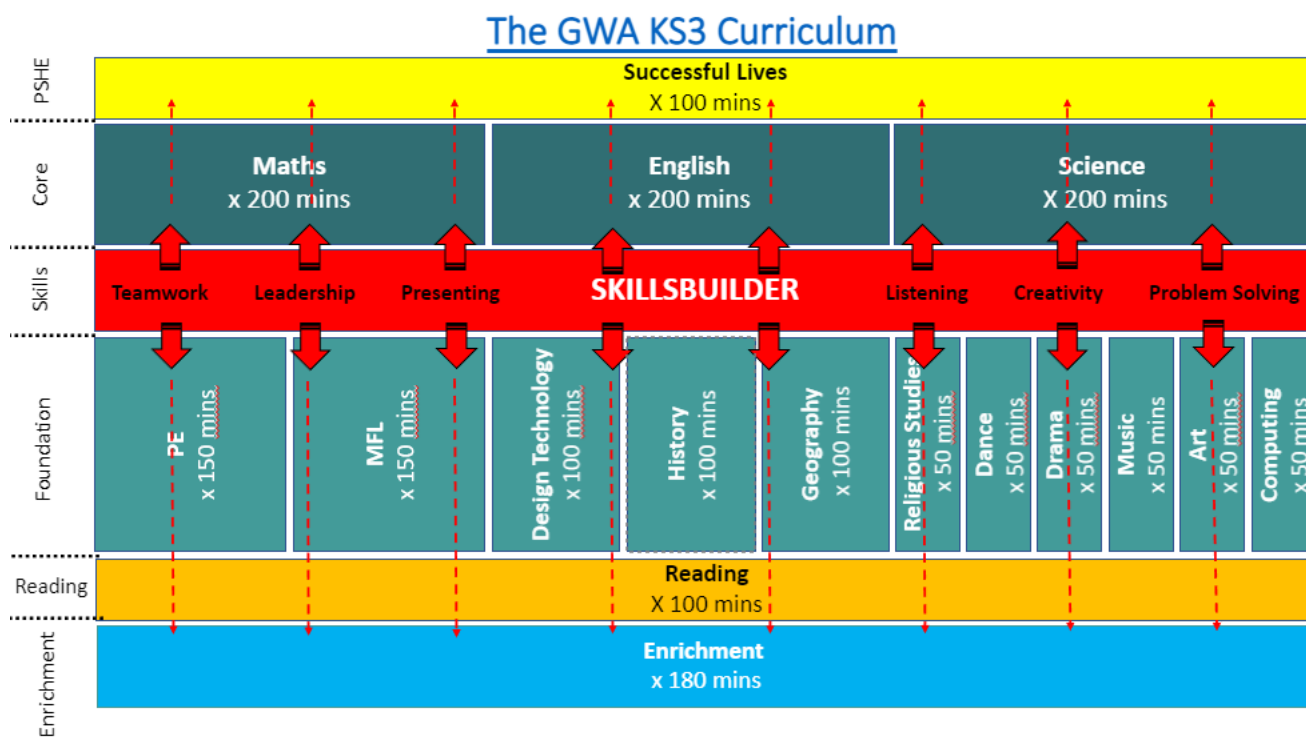 The GWA KS3 Curriculum
PSHE
Successful Lives
X 100 mins
Core
Maths
x 200 mins
English
x 200 mins
Science
X 200 mins
Skills
Teamwork
Leadership
Presenting
SKILLSBUILDER
Listening
Creativity
Problem Solving
Foundation
PE
x 150 mins
MFL
x 150 mins
Design Technology
x 100 mins
History
x 100 mins
Geography
x 100 mins
Religious Studies
x 50 mins
Dance
x 50 mins
Drama
x 50 mins
Music
x 50 mins
Art
x 50 mins
Computing
x 50 mins
Reading
Reading
X 100 mins
Enrichment
Enrichment
x 180 mins